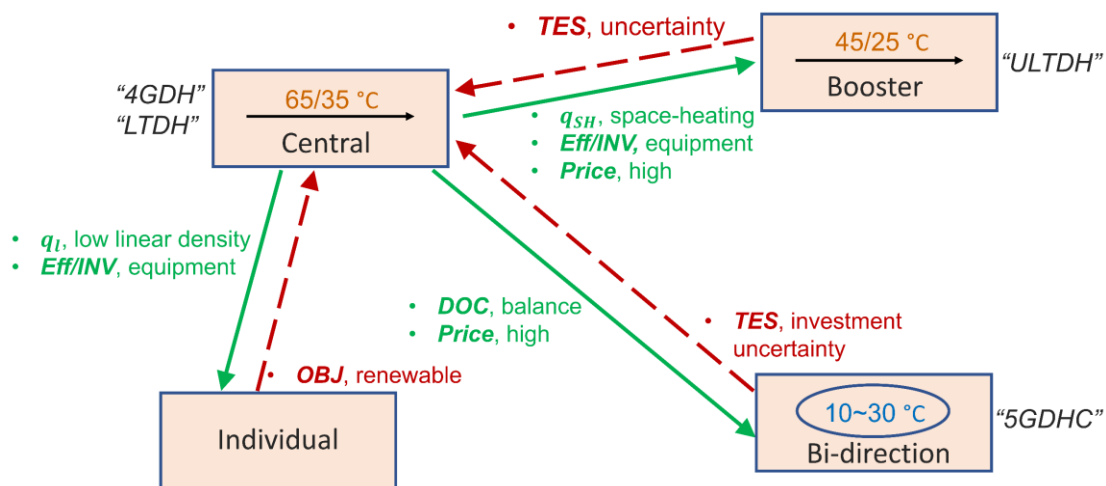 • TES, uncertainty
45/25 °C
Booster
"ULTDH"
"4GDH"
"LTDH"
65/35 °C
Central
• q_SH, space-heating
• Eff/INV, equipment
• Price, high
• q_l, low linear density
• Eff/INV, equipment
• DOC, balance
• Price, high
• TES, investment
uncertainty
• OBJ, renewable
Individual
10~30 °C
Bi-direction
"5GDHC"